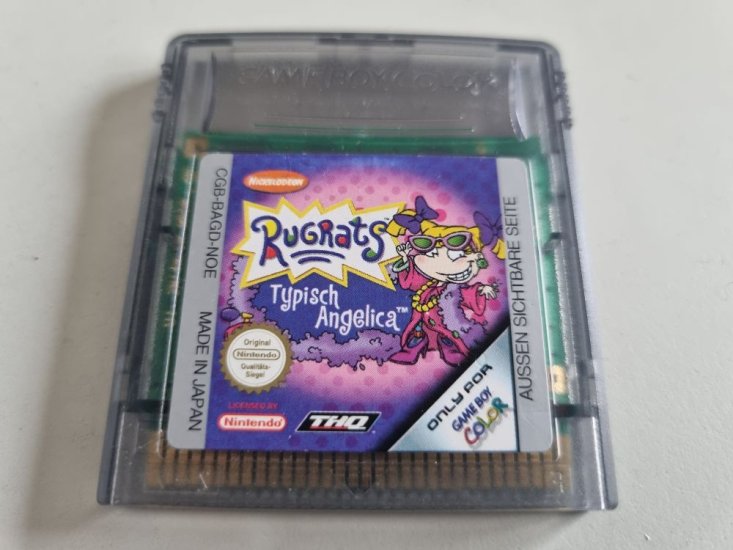 GAME BOY COLOR
CGB-BAGD-NOE
MADE IN JAPAN
NICKELODEON
RUGRATS™
Typisch
Angelica™
Original
Nintendo
Qualitäts-
Siegel
LICENSED BY
Nintendo
THQ
ONLY FOR
GAME BOY
COLOR
AUSSEN SICHTBARE SEITE